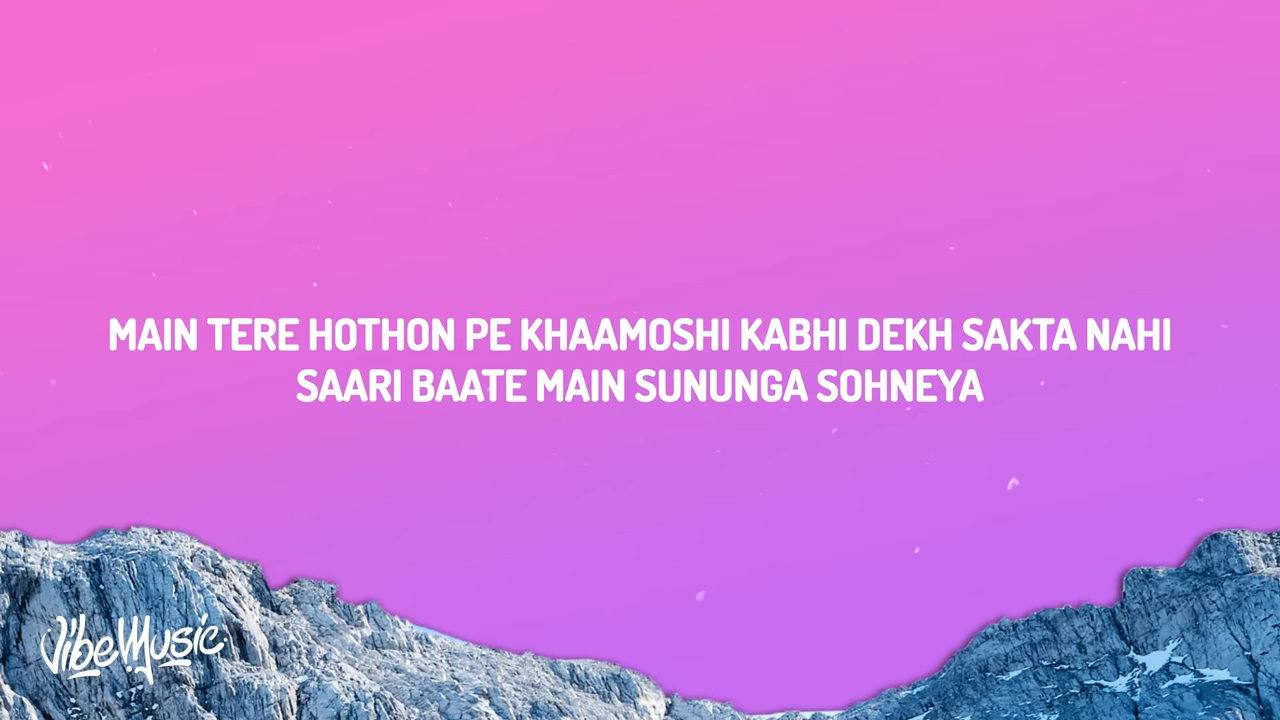 MAIN TERE HOTHON PE KHAAMOSHI KABHI DEKH SAKTA NAHI
SAARI BAATE MAIN SUNUNGA SOHNEYA
VibeMusic